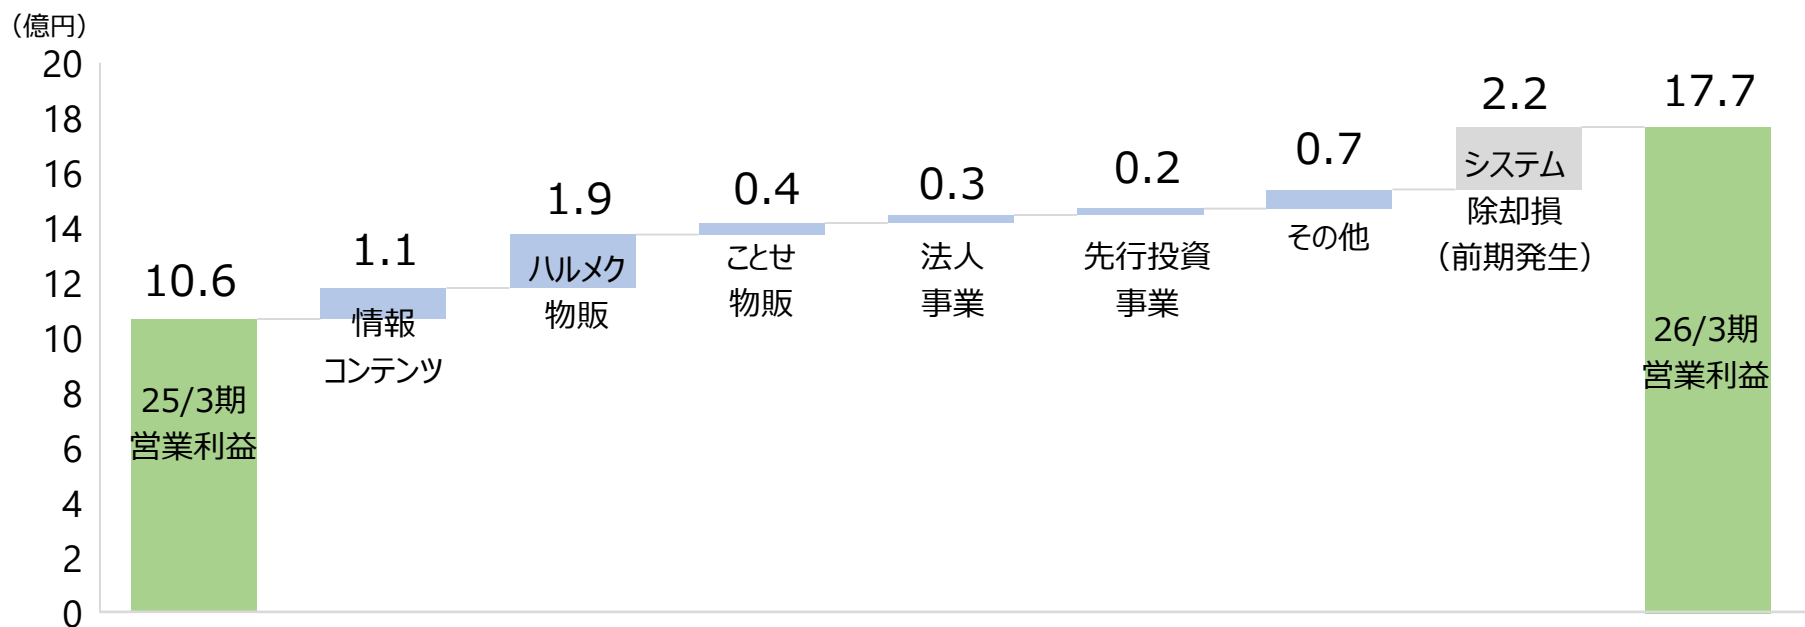 （億円）
20
18
16
14
12
10
8
6
4
2
0
10.6
25/3期
営業利益
1.1
情報
コンテンツ
1.9
ハルメク
物販
0.4
ことせ
物販
0.3
法人
事業
0.2
先行投資
事業
0.7
その他
2.2
システム
除却損
（前期発生）
17.7
26/3期
営業利益